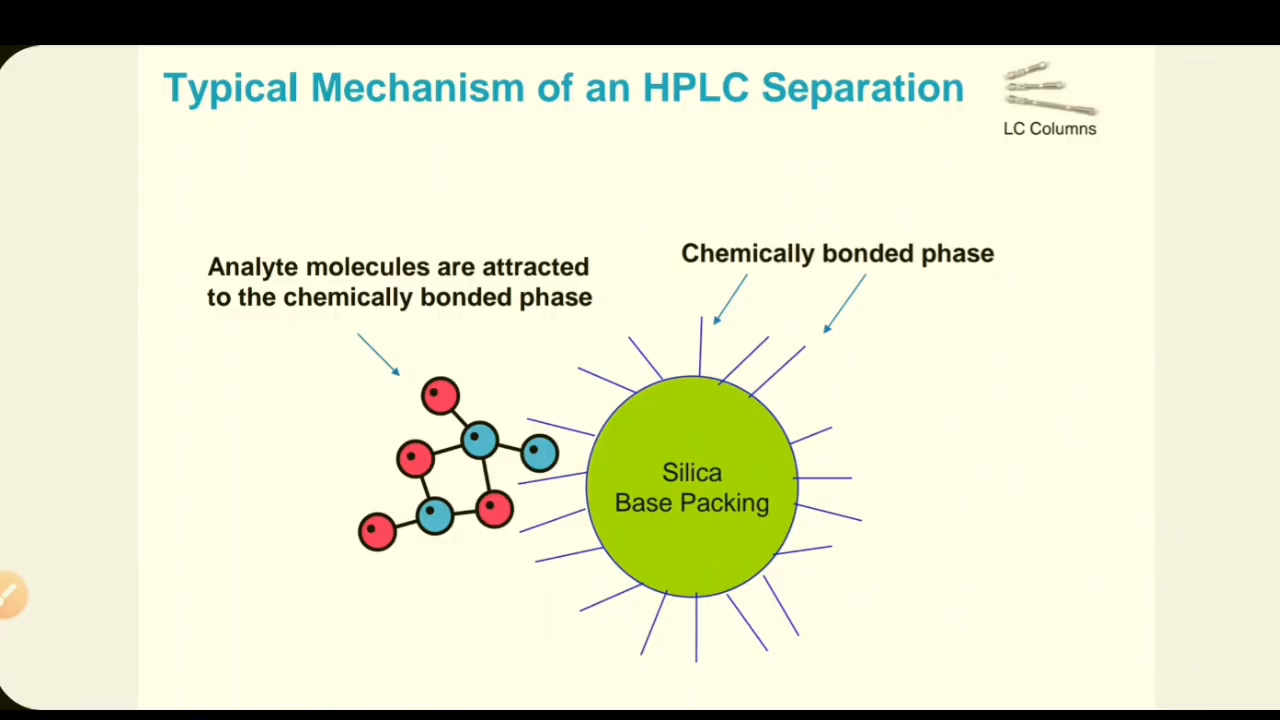 Typical Mechanism of an HPLC Separation
LC Columns
Analyte molecules are attracted
to the chemically bonded phase
Chemically bonded phase
Silica
Base Packing